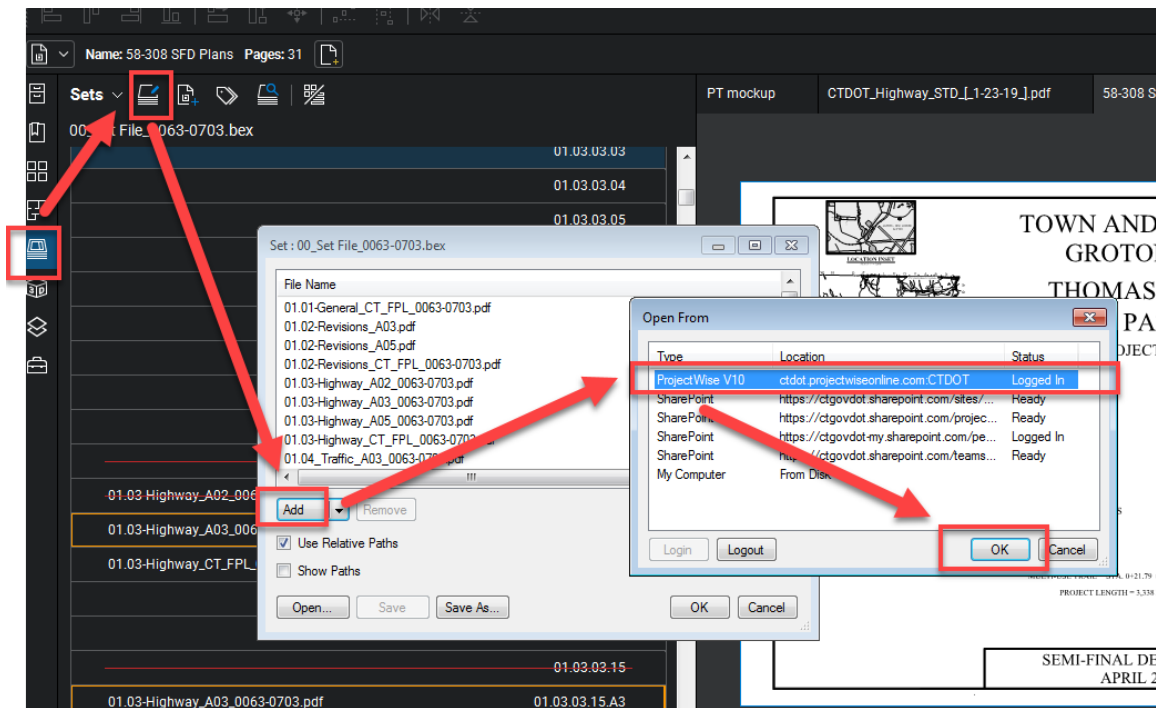 Name: 58-308 SFD Plans Pages: 31
Sets
PT mockup
CTDOT_Highway_STD_[_1-23-19_].pdf
58-308 S
00_Set File_0063-0703.bex
01.03.03.03
01.03.03.04
01.03.03.05
LOCATION INSET
TOWN AND
GROTO
THOMAS
PA
OJECT
Set : 00_Set File_0063-0703.bex
File Name
01.01-General_CT_FPL_0063-0703.pdf
01.02-Revisions_A03.pdf
01.02-Revisions_A05.pdf
01.02-Revisions_CT_FPL_0063-0703.pdf
01.03-Highway_A02_0063-0703.pdf
01.03-Highway_A03_0063-0703.pdf
01.03-Highway_A05_0063-0703.pdf
01.03-Highway_CT_FPL_0063-0703.pdf
01.04_Traffic_A03_0063-0703.pdf
Add
Remove
Use Relative Paths
Show Paths
Open...
Save
Save As...
OK
Cancel
Open From
Type Location Status
ProjectWise V10 ctdot.projectwiseonline.com:CTDOT Logged In
SharePoint https://ctgovdot.sharepoint.com/sites/... Ready
SharePoint https://ctgovdot.sharepoint.com/projec... Ready
SharePoint https://ctgovdot-my.sharepoint.com/pe... Logged In
SharePoint https://ctgovdot.sharepoint.com/teams... Ready
My Computer From Disk
Login
Logout
OK
Cancel
01.03 Highway_A02_006
01.03-Highway_A03_006
01.03-Highway_CT_FPL_
01.03.03.15
01.03-Highway_A03_0063-0703.pdf 01.03.03.15.A3
PROJECT LENGTH = 3,338
SEMI-FINAL DE
APRIL 2